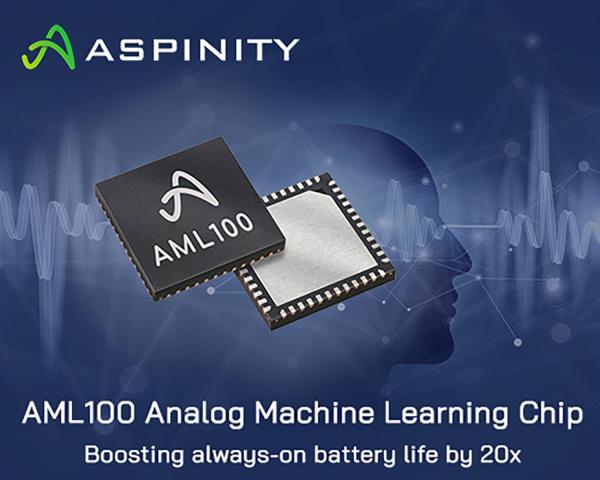 ASPINITY
AML100
AML100 Analog Machine Learning Chip
Boosting always-on battery life by 20x